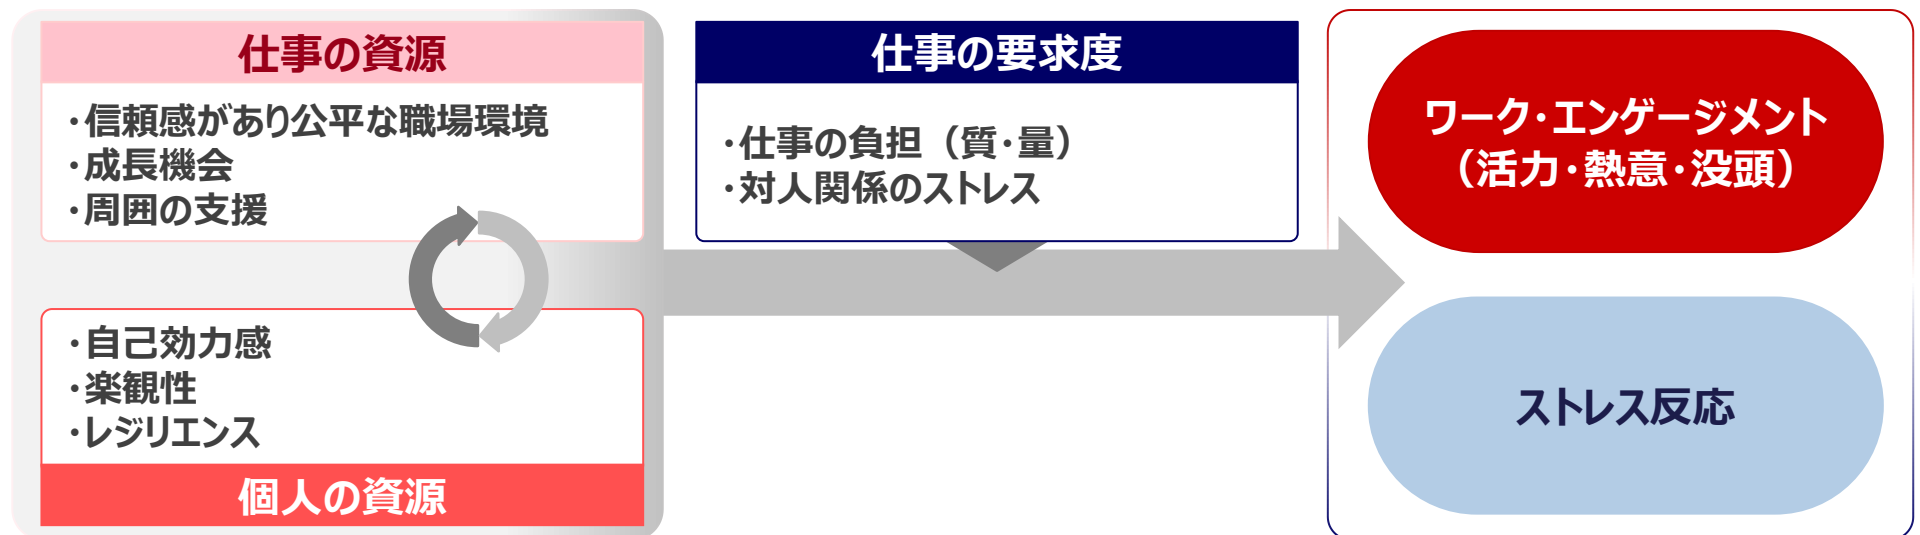 仕事の資源
・信頼感があり公平な職場環境
・成長機会
・周囲の支援
・自己効力感
・楽観性
・レジリエンス
個人の資源
仕事の要求度
・仕事の負担（質・量）
・対人関係のストレス
ワーク・エンゲージメント
（活力・熱意・没頭）
ストレス反応